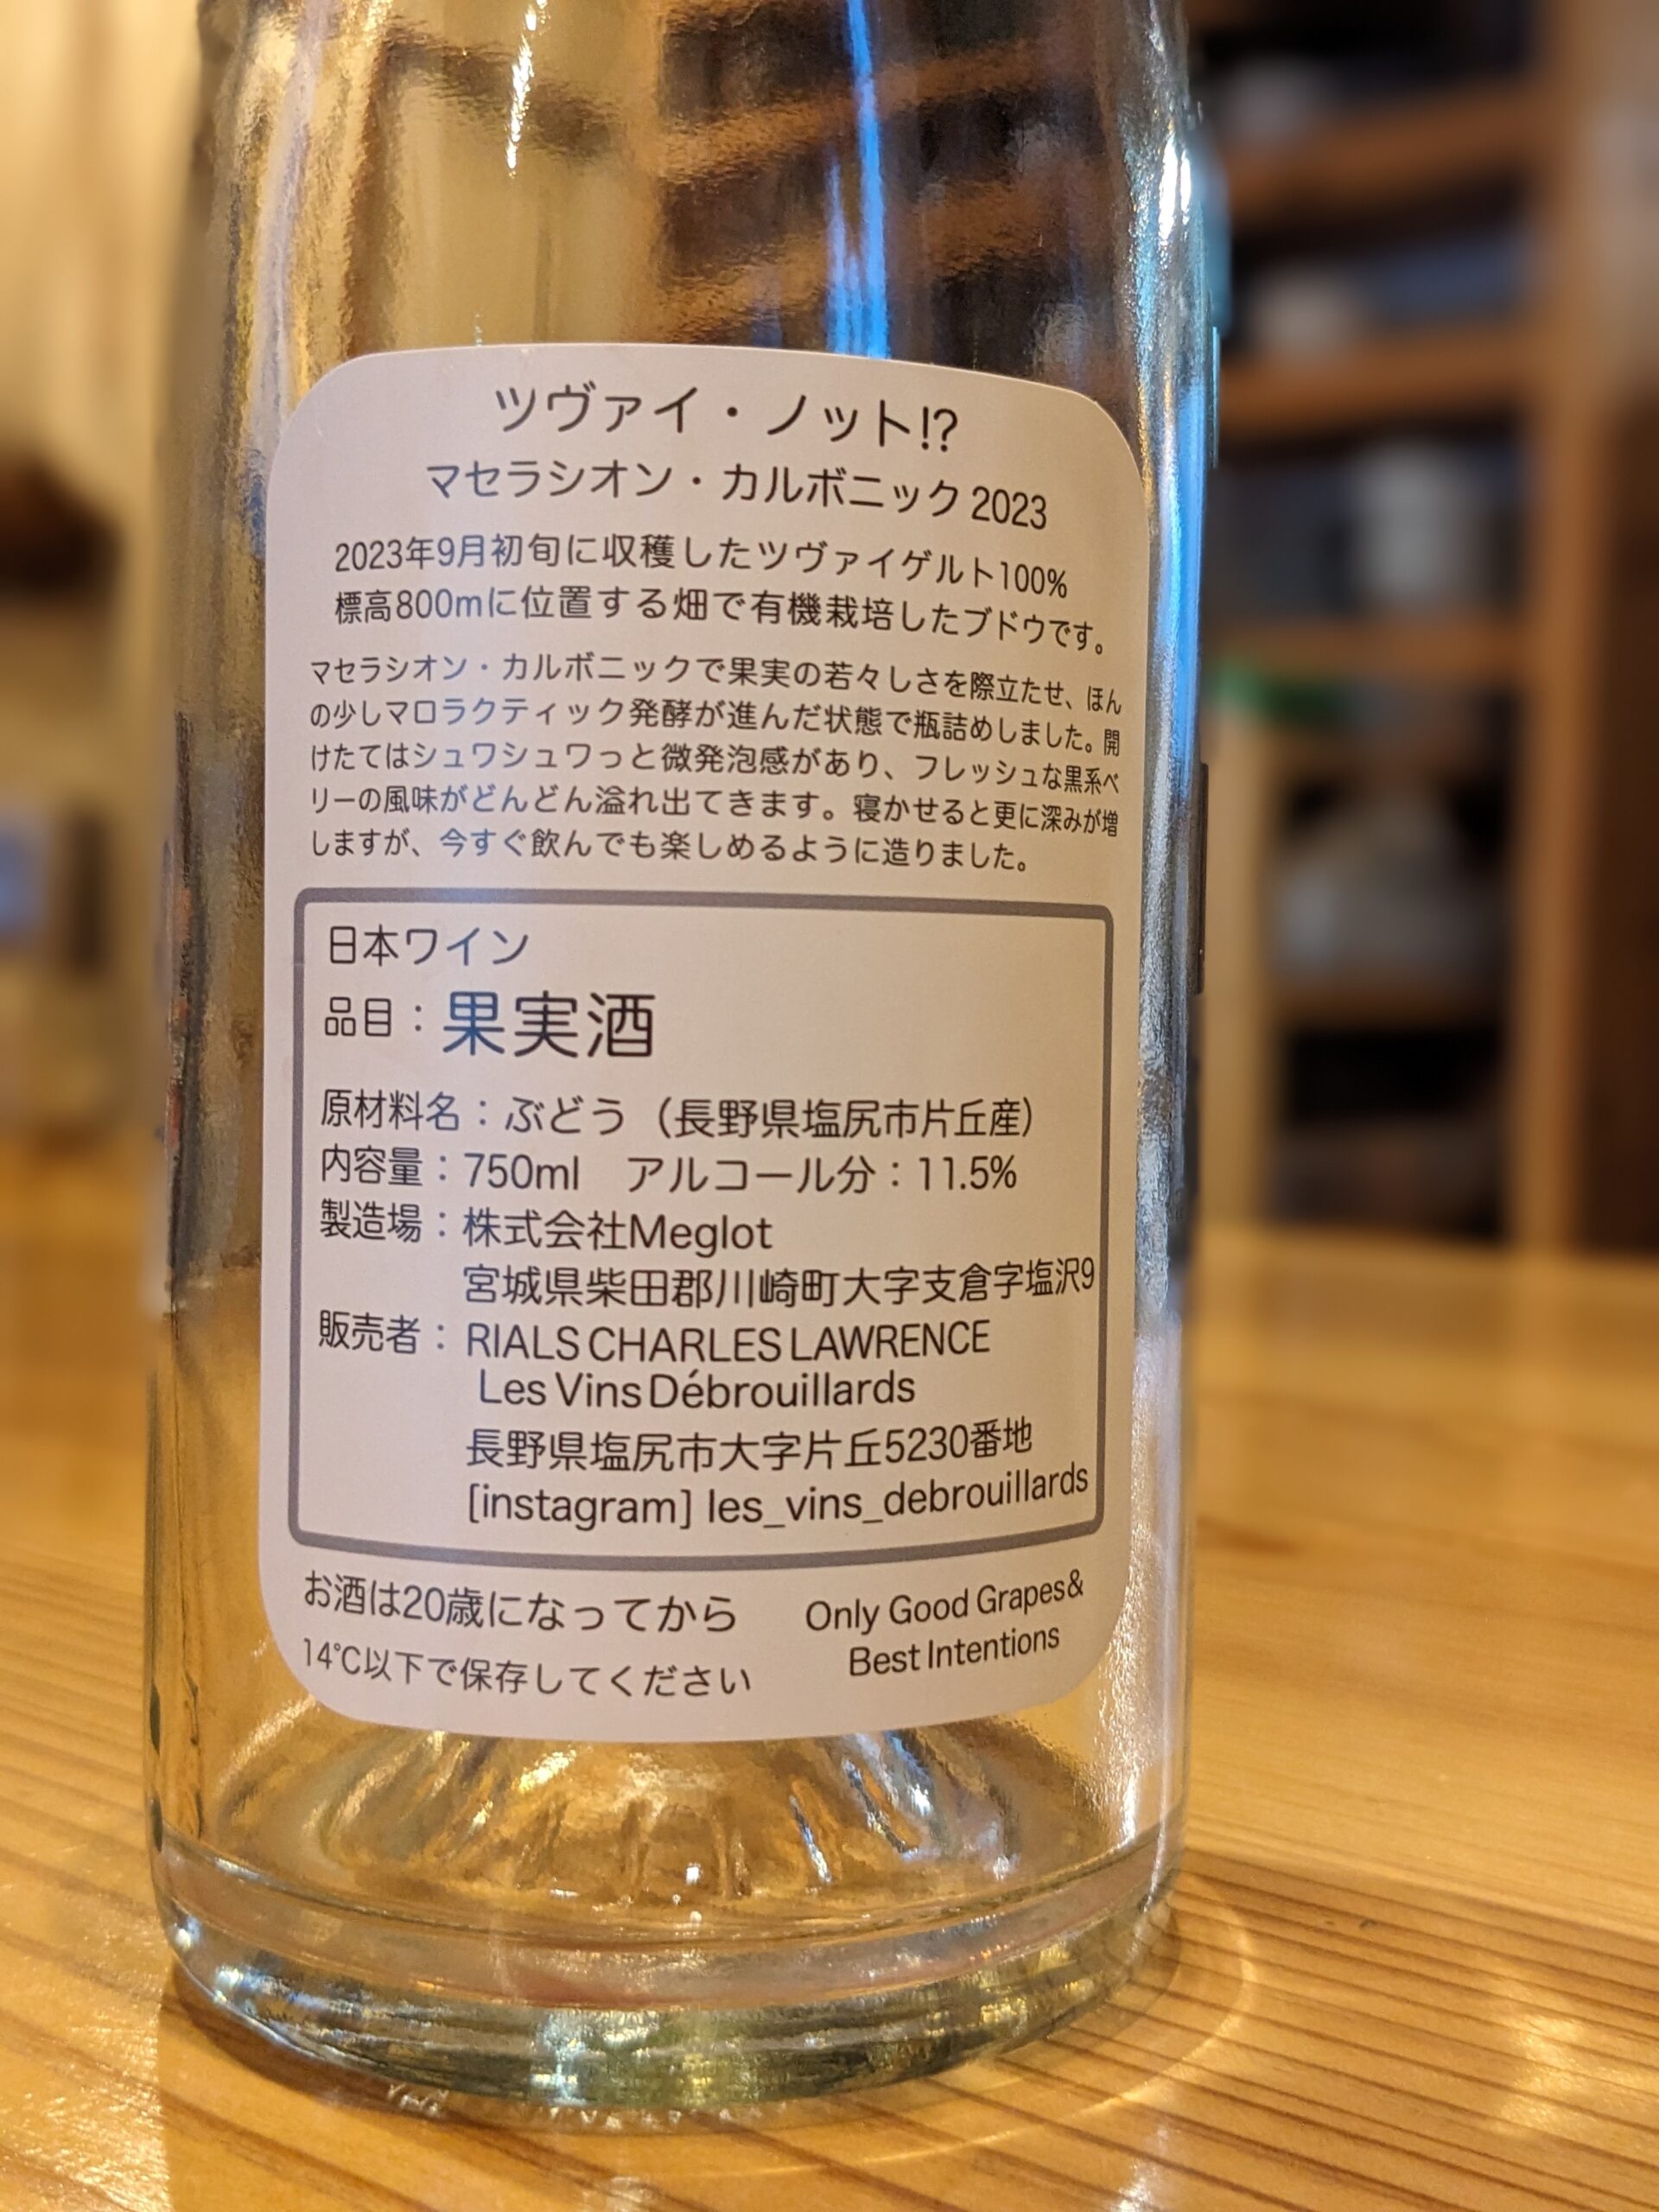 ツヴァイ・ノット!?
マセラシオン・カルボニック 2023
2023年9月初旬に収穫したツヴァイゲルト100%
標高800mに位置する畑で有機栽培したブドウです。
マセラシオン・カルボニックで果実の若々しさを際立たせ、ほん
の少しマロラクティック発酵が進んだ状態で瓶詰めしました。開
けたてはシュワシュワっと微発泡感があり、フレッシュな黒系ベ
リーの風味がどんどん溢れ出てきます。寝かせると更に深みが増
しますが、今すぐ飲んでも楽しめるように造りました。
日本ワイン
品目：果実酒
原材料名：ぶどう（長野県塩尻市片丘産）
内容量：750ml　アルコール分：11.5%
製造場：株式会社Meglot
宮城県柴田郡川崎町大字支倉字塩沢9
販売者：RIALS CHARLES LAWRENCE
Les Vins Débrouillards
長野県塩尻市大字片丘5230番地
[instagram] les_vins_debrouillards
お酒は20歳になってから
14℃以下で保存してください
Only Good Grapes&
Best Intentions